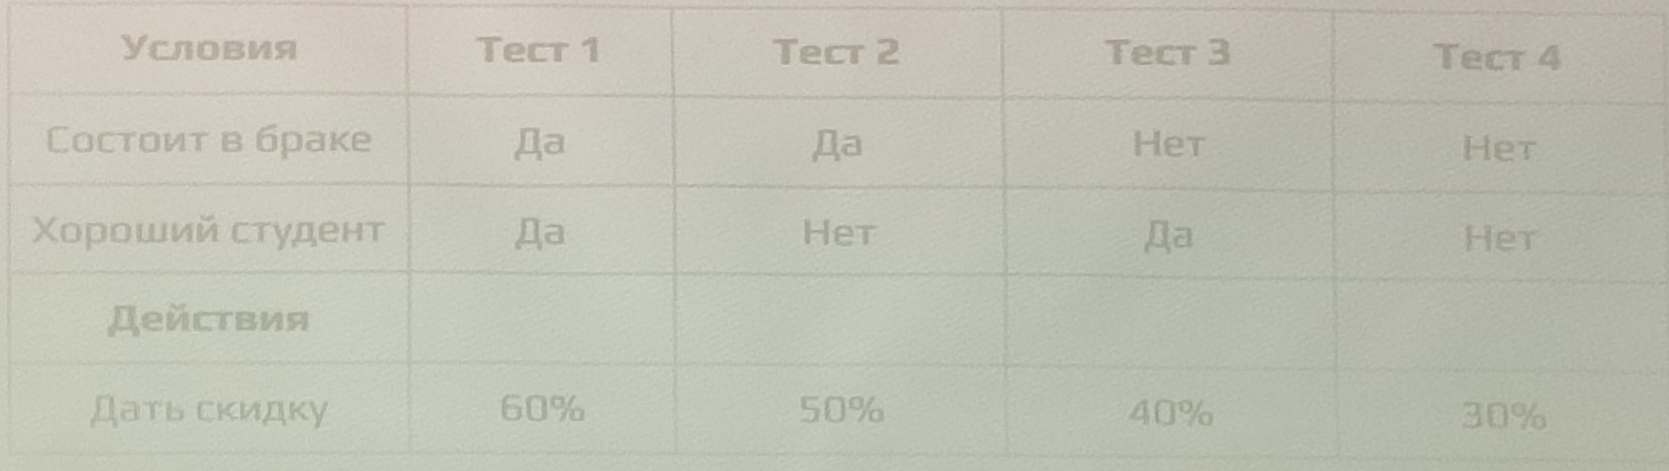 Условия Тест 1 Тест 2 Тест 3 Тест 4
Состоит в браке Да Да Нет Нет
Хороший студент Да Нет Да Нет
Действия
Дать скидку 60% 50% 40% 30%